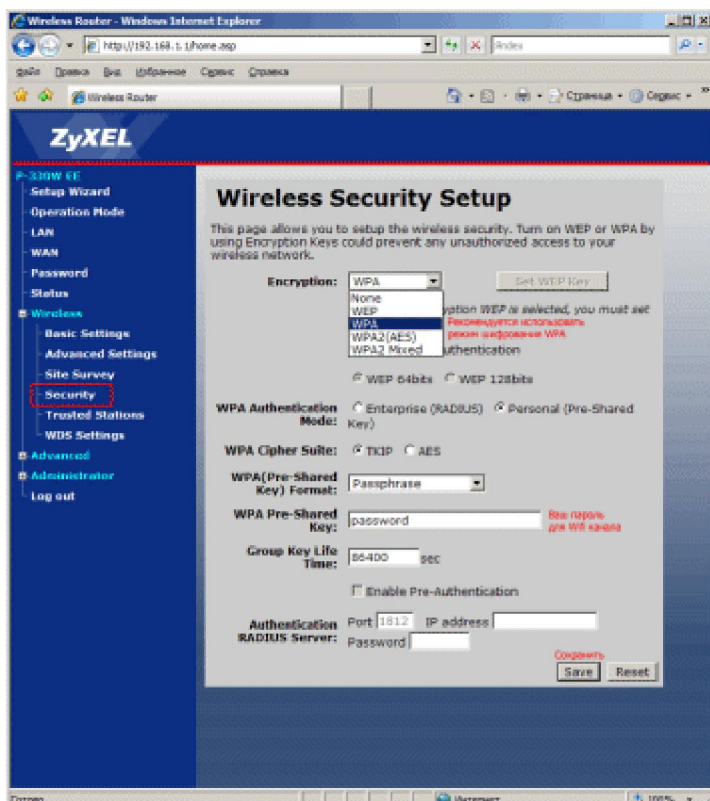 Wireless Router - Windows Internet Explorer
http://192.168.1.1/home.asp
Yandex
Файл Правка Вид Избранное Сервис Справка
Wireless Router
Страница
Сервис
ZyXEL
P-330W EE
Setup Wizard
Operation Mode
LAN
WAN
Password
Status
Wireless
Basic Settings
Advanced Settings
Site Survey
Security
Trusted Stations
WDS Settings
Advanced
Administrator
Log out
Wireless Security Setup
This page allows you to setup the wireless security. Turn on WEP or WPA by
using Encryption Keys could prevent any unauthorized access to your
wireless network.
Encryption: WPA Set WEP Key
None
WEP
WPA
WPA2(AES)
WPA2 Mixed
ption WEP is selected, you must set
Рекомендуется использовать
режим шифрования WPA
uthentication
WEP 64bits WEP 128bits
WPA Authentication Mode: Enterprise (RADIUS) Personal (Pre-Shared Key)
WPA Cipher Suite: TKIP AES
WPA(Pre-Shared Key) Format: Passphrase
WPA Pre-Shared Key: password
Ваш пароль
для Wifi канала
Group Key Life Time: 86400 sec
Enable Pre-Authentication
Authentication RADIUS Server: Port 1812 IP address
Password
Сохранить
Save Reset
Готово
Интернет
100%